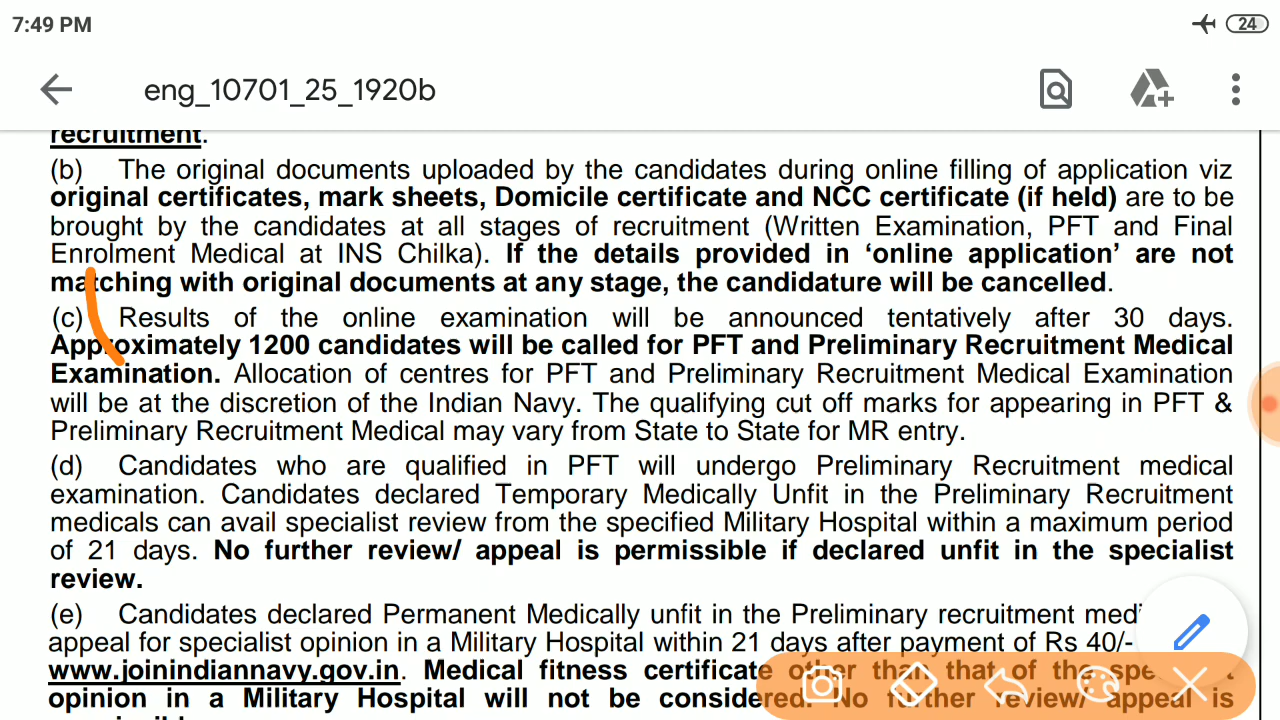 7:49 PM
24
eng_10701_25_1920b
recruitment.
(b) The original documents uploaded by the candidates during online filling of application viz
original certificates, mark sheets, Domicile certificate and NCC certificate (if held) are to be
brought by the candidates at all stages of recruitment (Written Examination, PFT and Final
Enrolment Medical at INS Chilka). If the details provided in ‘online application’ are not
matching with original documents at any stage, the candidature will be cancelled.
(c) Results of the online examination will be announced tentatively after 30 days.
Approximately 1200 candidates will be called for PFT and Preliminary Recruitment Medical
Examination. Allocation of centres for PFT and Preliminary Recruitment Medical Examination
will be at the discretion of the Indian Navy. The qualifying cut off marks for appearing in PFT &
Preliminary Recruitment Medical may vary from State to State for MR entry.
(d) Candidates who are qualified in PFT will undergo Preliminary Recruitment medical
examination. Candidates declared Temporary Medically Unfit in the Preliminary Recruitment
medicals can avail specialist review from the specified Military Hospital within a maximum period
of 21 days. No further review/ appeal is permissible if declared unfit in the specialist
review.
(e) Candidates declared Permanent Medically unfit in the Preliminary recruitment
appeal for specialist opinion in a Military Hospital within 21 days after payment of Rs 40/-
www.joinindiannavy.gov.in. Medical fitness certificate other than that of the
opinion in a Military Hospital will not be considered. No further review/ appeal is